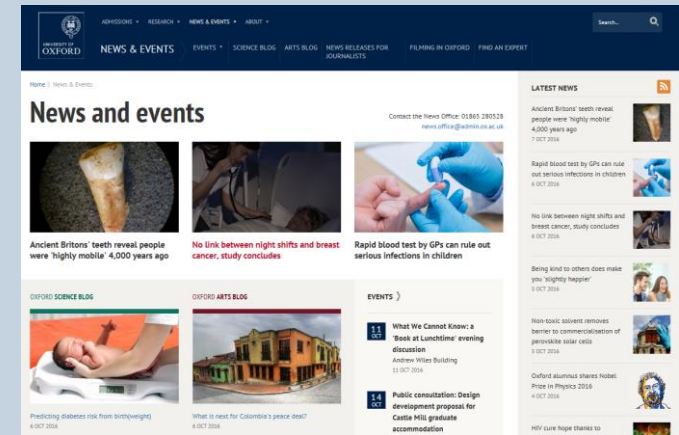 ADMISSIONS RESEARCH NEWS & EVENTS ABOUT
Search...
UNIVERSITY OF
OXFORD
NEWS & EVENTS
EVENTS SCIENCE BLOG ARTS BLOG NEWS RELEASES FOR
JOURNALISTS
FILMING IN OXFORD FIND AN EXPERT
Home | News & Events
News and events
Contact the News Office: 01865 280528
news.office@admin.ox.ac.uk
Ancient Britons' teeth reveal people
were 'highly mobile' 4,000 years ago
No link between night shifts and breast
cancer, study concludes
Rapid blood test by GPs can rule out
serious infections in children
OXFORD SCIENCE BLOG
Predicting diabetes risk from birth(weight)
6 OCT 2016
OXFORD ARTS BLOG
What is next for Colombia's peace deal?
6 OCT 2016
EVENTS
11
OCT
What We Cannot Know: a
'Book at Lunchtime' evening
discussion
Andrew Wiles Building
11 OCT 2016
14
OCT
Public consultation: Design
development proposal for
Castle Mill graduate
accommodation
LATEST NEWS
Ancient Britons' teeth reveal
people were 'highly mobile'
4,000 years ago
7 OCT 2016
Rapid blood test by GPs can rule
out serious infections in children
6 OCT 2016
No link between night shifts and
breast cancer, study concludes
6 OCT 2016
Being kind to others does make
you 'slightly happier'
5 OCT 2016
Non-toxic solvent removes
barrier to commercialisation of
perovskite solar cells
5 OCT 2016
Oxford alumnus shares Nobel
Prize in Physics 2016
4 OCT 2016
HIV cure hope thanks to